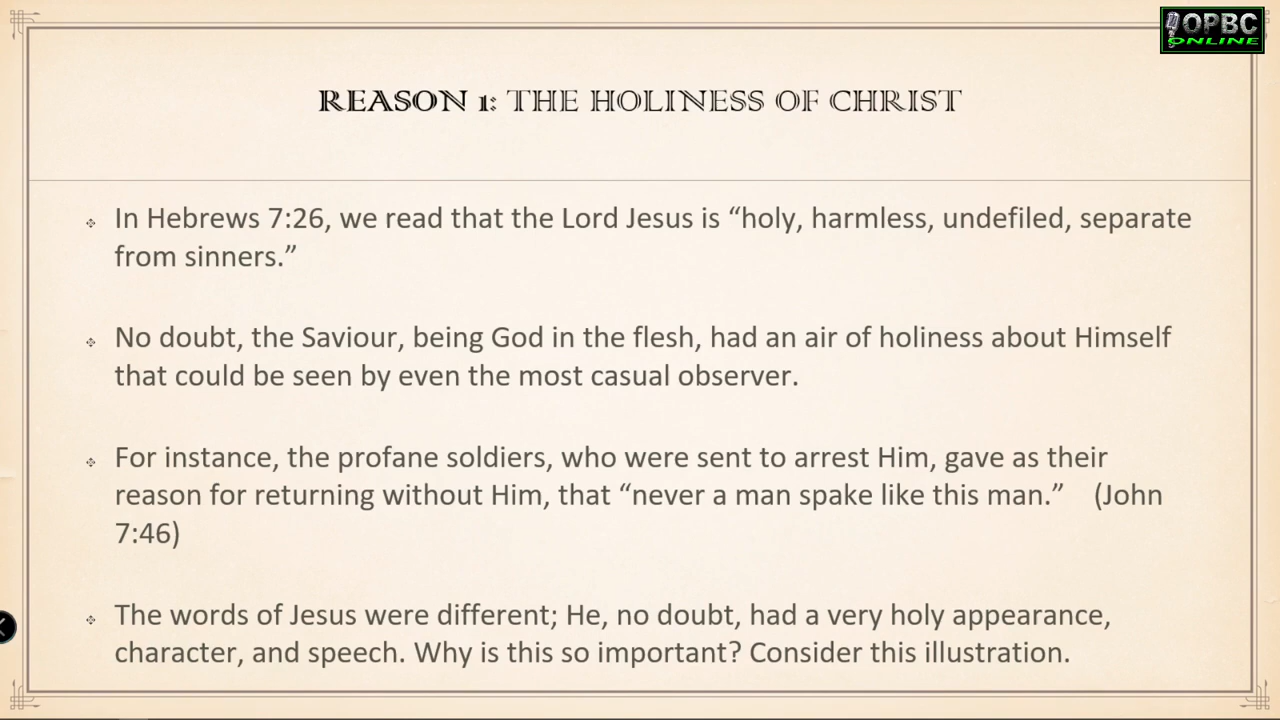 OPBC
ONLINE
REASON 1: THE HOLINESS OF CHRIST
In Hebrews 7:26, we read that the Lord Jesus is “holy, harmless, undefiled, separate
from sinners.”
No doubt, the Saviour, being God in the flesh, had an air of holiness about Himself
that could be seen by even the most casual observer.
For instance, the profane soldiers, who were sent to arrest Him, gave as their
reason for returning without Him, that “never a man spake like this man.” (John
7:46)
The words of Jesus were different; He, no doubt, had a very holy appearance,
character, and speech. Why is this so important? Consider this illustration.